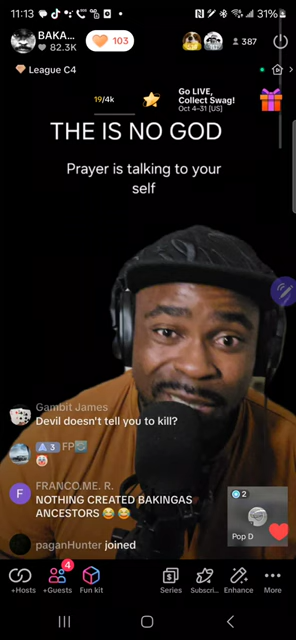 11:13
31%
BAKA...
82.3K
103
387
League C4
19/4k
Go LIVE,
Collect Swag!
Oct 4–31 [US]
THE IS NO GOD
Prayer is talking to your
self
Gambit James
Devil doesn't tell you to kill?
3 FP
FRANCO.ME. R.
F
NOTHING CREATED BAKINGAS
ANCESTORS 😂 😂
2
Pop D
paganHunter joined
4
+Hosts
+Guests
Fun kit
Series
Subscri...
Enhance
More